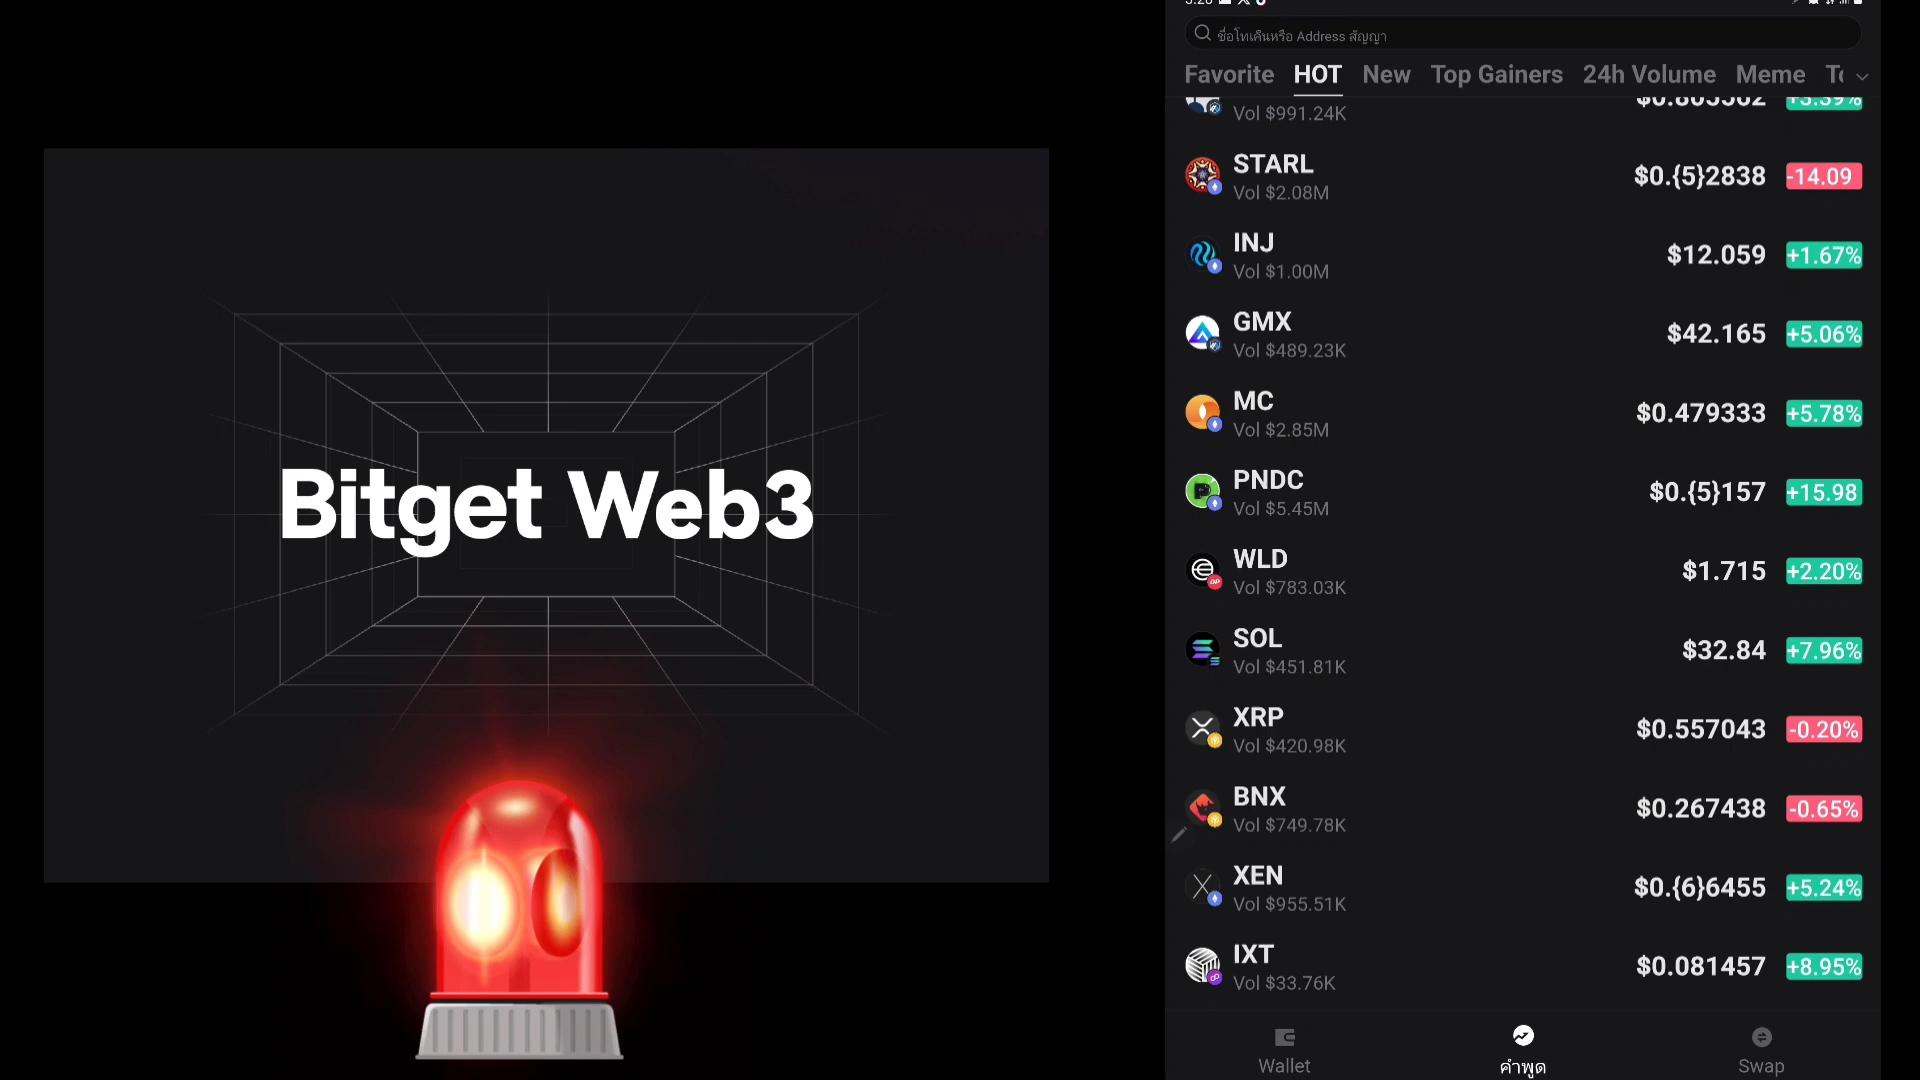 Bitget Web3
ชื่อโทเค็นหรือ Address สัญญา
Favorite HOT New Top Gainers 24h Volume Meme
Vol $991.24K
STARL $0.{5}2838 -14.09
Vol $2.08M
INJ $12.059 +1.67%
Vol $1.00M
GMX $42.165 +5.06%
Vol $489.23K
MC $0.479333 +5.78%
Vol $2.85M
PNDC $0.{5}157 +15.98
Vol $5.45M
WLD $1.715 +2.20%
Vol $783.03K
SOL $32.84 +7.96%
Vol $451.81K
XRP $0.557043 -0.20%
Vol $420.98K
BNX $0.267438 -0.65%
Vol $749.78K
XEN $0.{6}6455 +5.24%
Vol $955.51K
IXT $0.081457 +8.95%
Vol $33.76K
Wallet คำพูด Swap